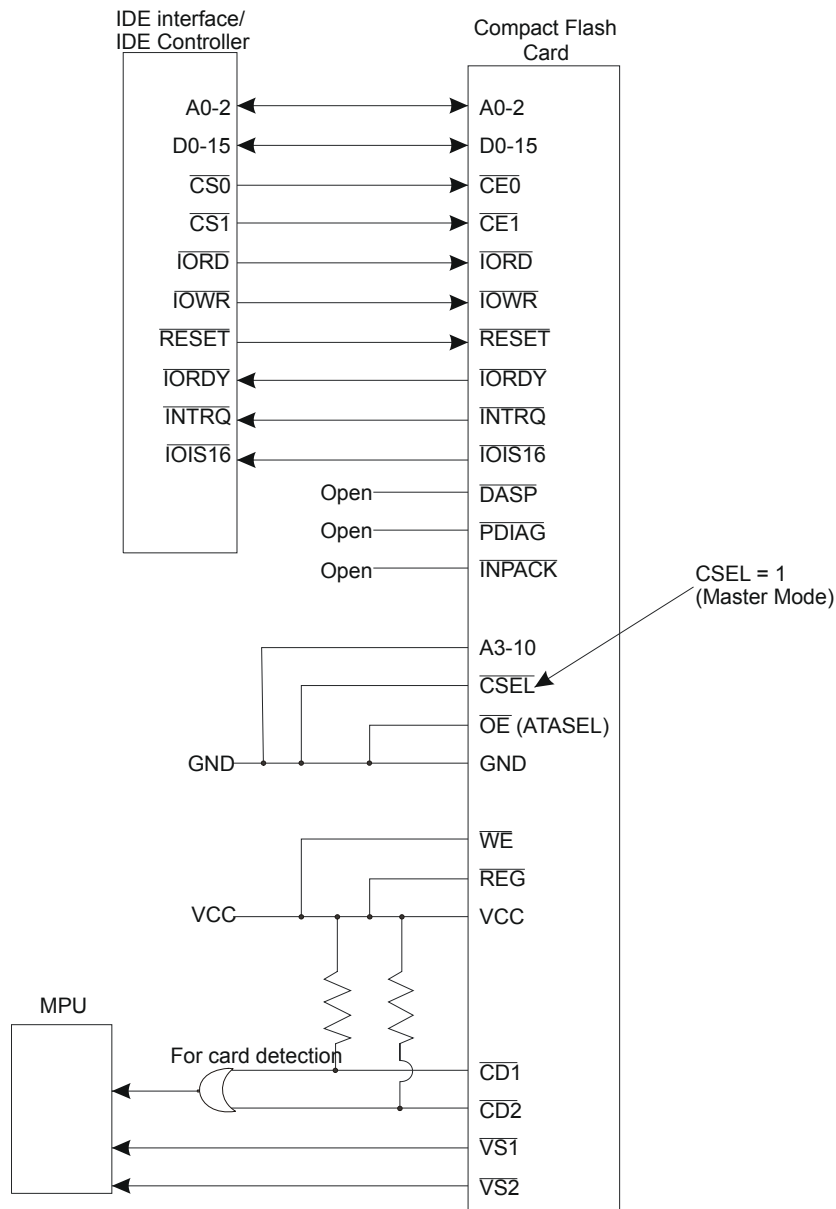 IDE interface/
IDE Controller
Compact Flash
Card
A0-2 A0-2
D0-15 D0-15
CS0 CE0
CS1 CE1
IORD IORD
IOWR IOWR
RESET RESET
IORDY IORDY
INTRQ INTRQ
IOIS16 IOIS16
Open DASP
Open PDIAG
Open INPACK
CSEL = 1
(Master Mode)
A3-10
CSEL
OE (ATASEL)
GND GND
WE
REG
VCC VCC
MPU
For card detection
CD1
CD2
VS1
VS2